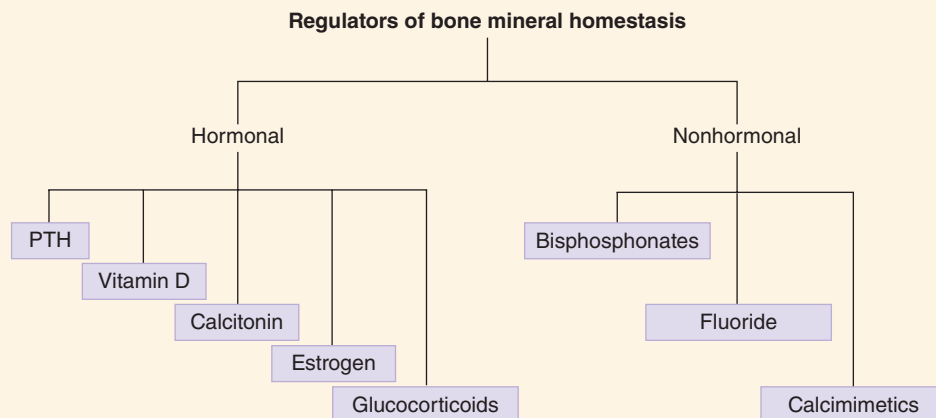 Regulators of bone mineral homestasis
Hormonal
Nonhormonal
PTH
Vitamin D
Calcitonin
Estrogen
Glucocorticoids
Bisphosphonates
Fluoride
Calcimimetics